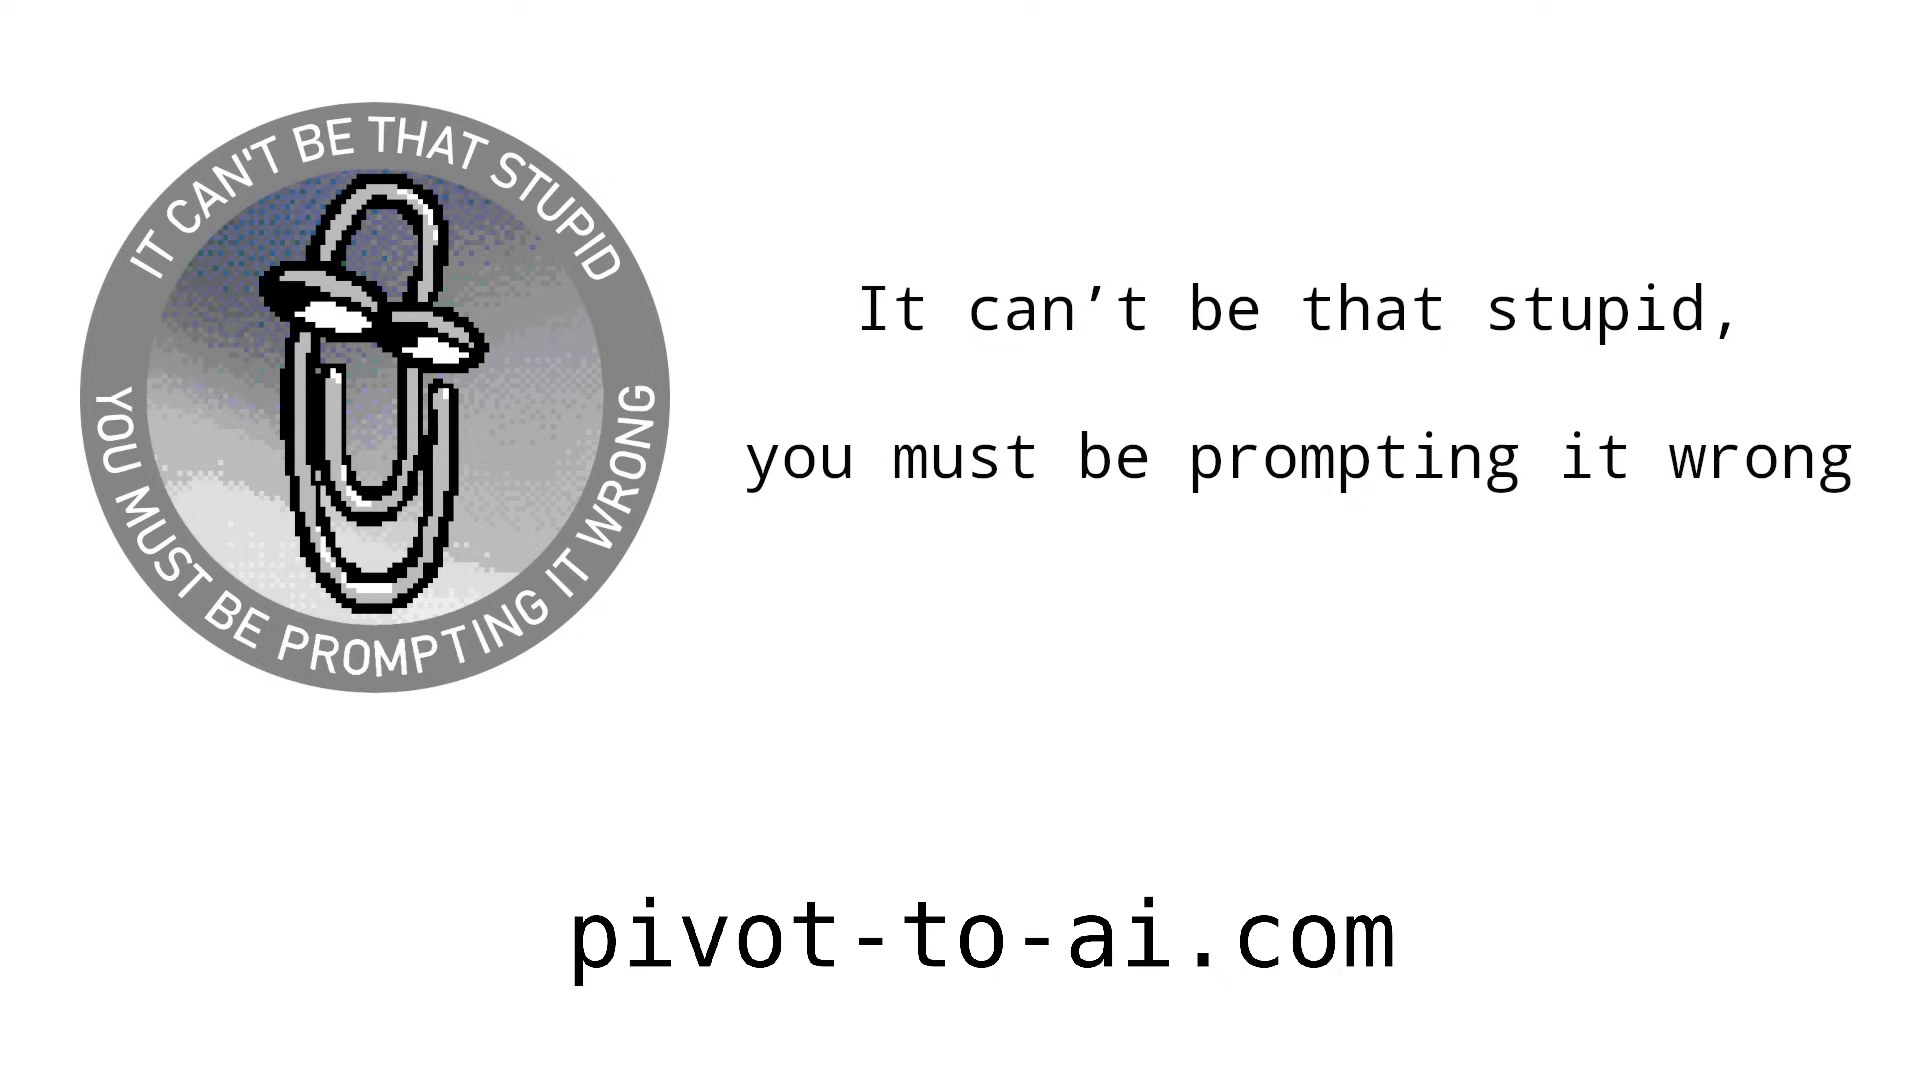 IT CAN'T BE THAT STUPID
YOU MUST BE PROMPTING IT WRONG
It can’t be that stupid,
you must be prompting it wrong
pivot-to-ai.com